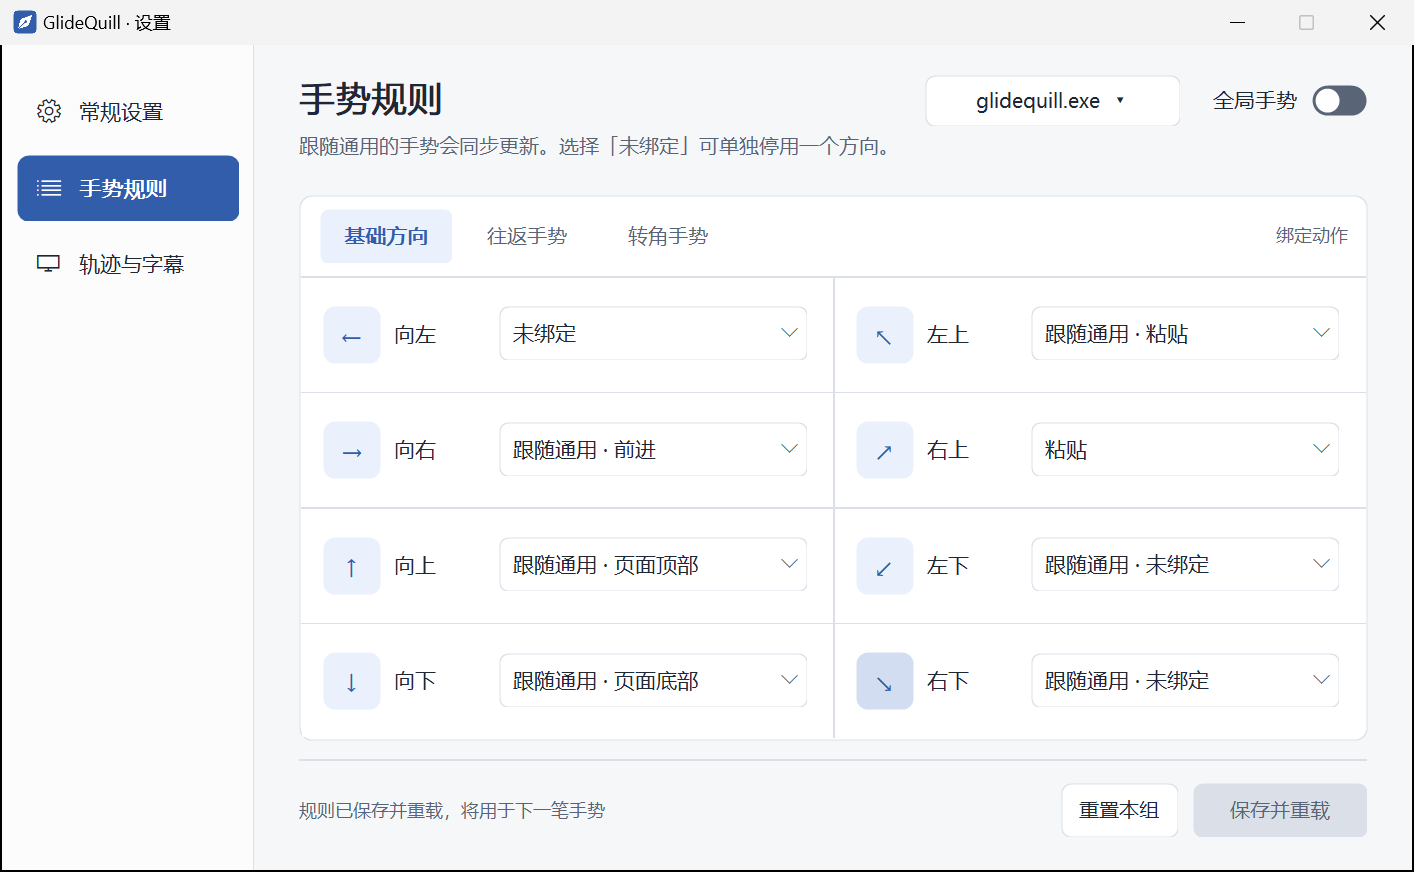 GlideQuill · 设置
常规设置
手势规则
轨迹与字幕
手势规则
glidequill.exe
全局手势
跟随通用的手势会同步更新。选择「未绑定」可单独停用一个方向。
基础方向
往返手势
转角手势
绑定动作
← 向左 未绑定
↖ 左上 跟随通用 · 粘贴
→ 向右 跟随通用 · 前进
↗ 右上 粘贴
↑ 向上 跟随通用 · 页面顶部
↙ 左下 跟随通用 · 未绑定
↓ 向下 跟随通用 · 页面底部
↘ 右下 跟随通用 · 未绑定
规则已保存并重载，将用于下一笔手势
重置本组
保存并重载